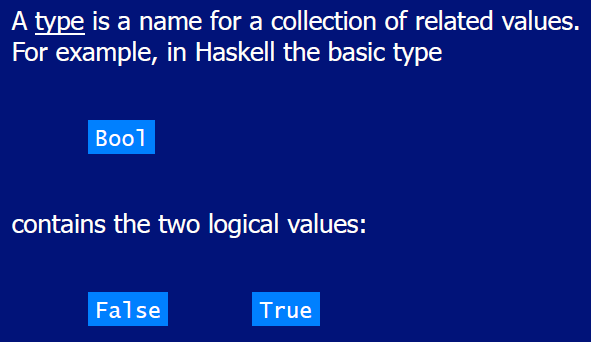 A type is a name for a collection of related values.
For example, in Haskell the basic type
Bool
contains the two logical values:
False True